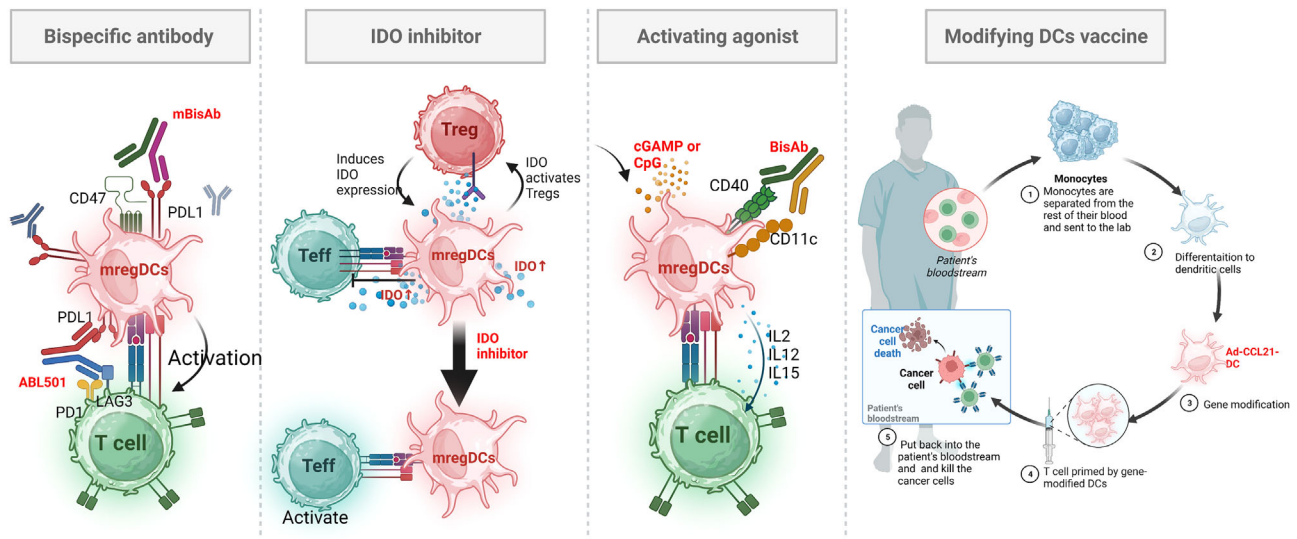 Bispecific antibody
mBisAb
CD47
PDL1
mregDCs
PDL1
Activation
ABL501
LAG3
PD1
T cell
IDO inhibitor
Treg
Induces
IDO
expression
IDO
activates
Tregs
Teff
mregDCs
IDO↑
IDO↑
IDO
inhibitor
Teff
mregDCs
Activate
Activating agonist
cGAMP or
CpG
BisAb
CD40
CD11c
mregDCs
IL2
IL12
IL15
T cell
Modifying DCs vaccine
Patient's
bloodstream
Monocytes
1 Monocytes are
separated from the
rest of their blood
and sent to the lab
2
Differentaition to
dendritic cells
Ad-CCL21-
DC
3 Gene modification
4 T cell primed by gene-
modified DCs
Cancer
cell
death
Cancer
cell
Patient's
bloodstream
5 Put back into the
patient's bloodstream
and and kill the
cancer cells